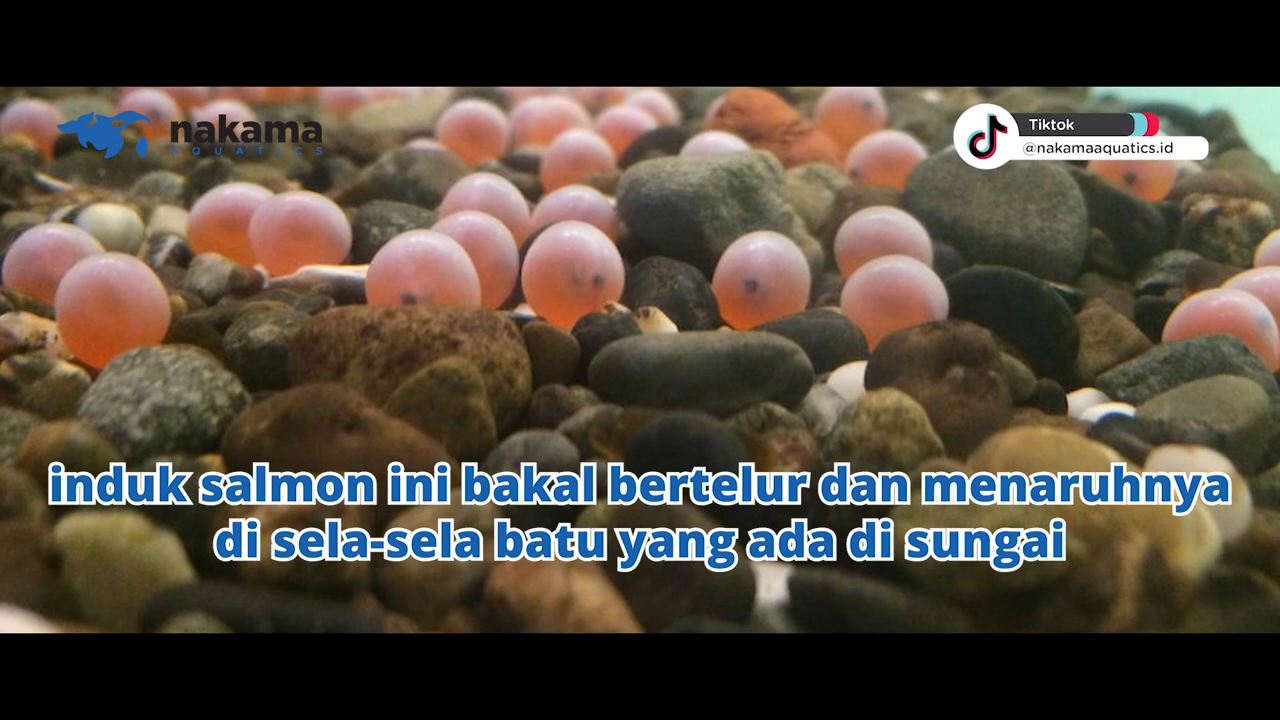 nakama
AQUATICS
Tiktok
@nakamaaquatics.id
induk salmon ini bakal bertelur dan menaruhnya
di sela-sela batu yang ada di sungai